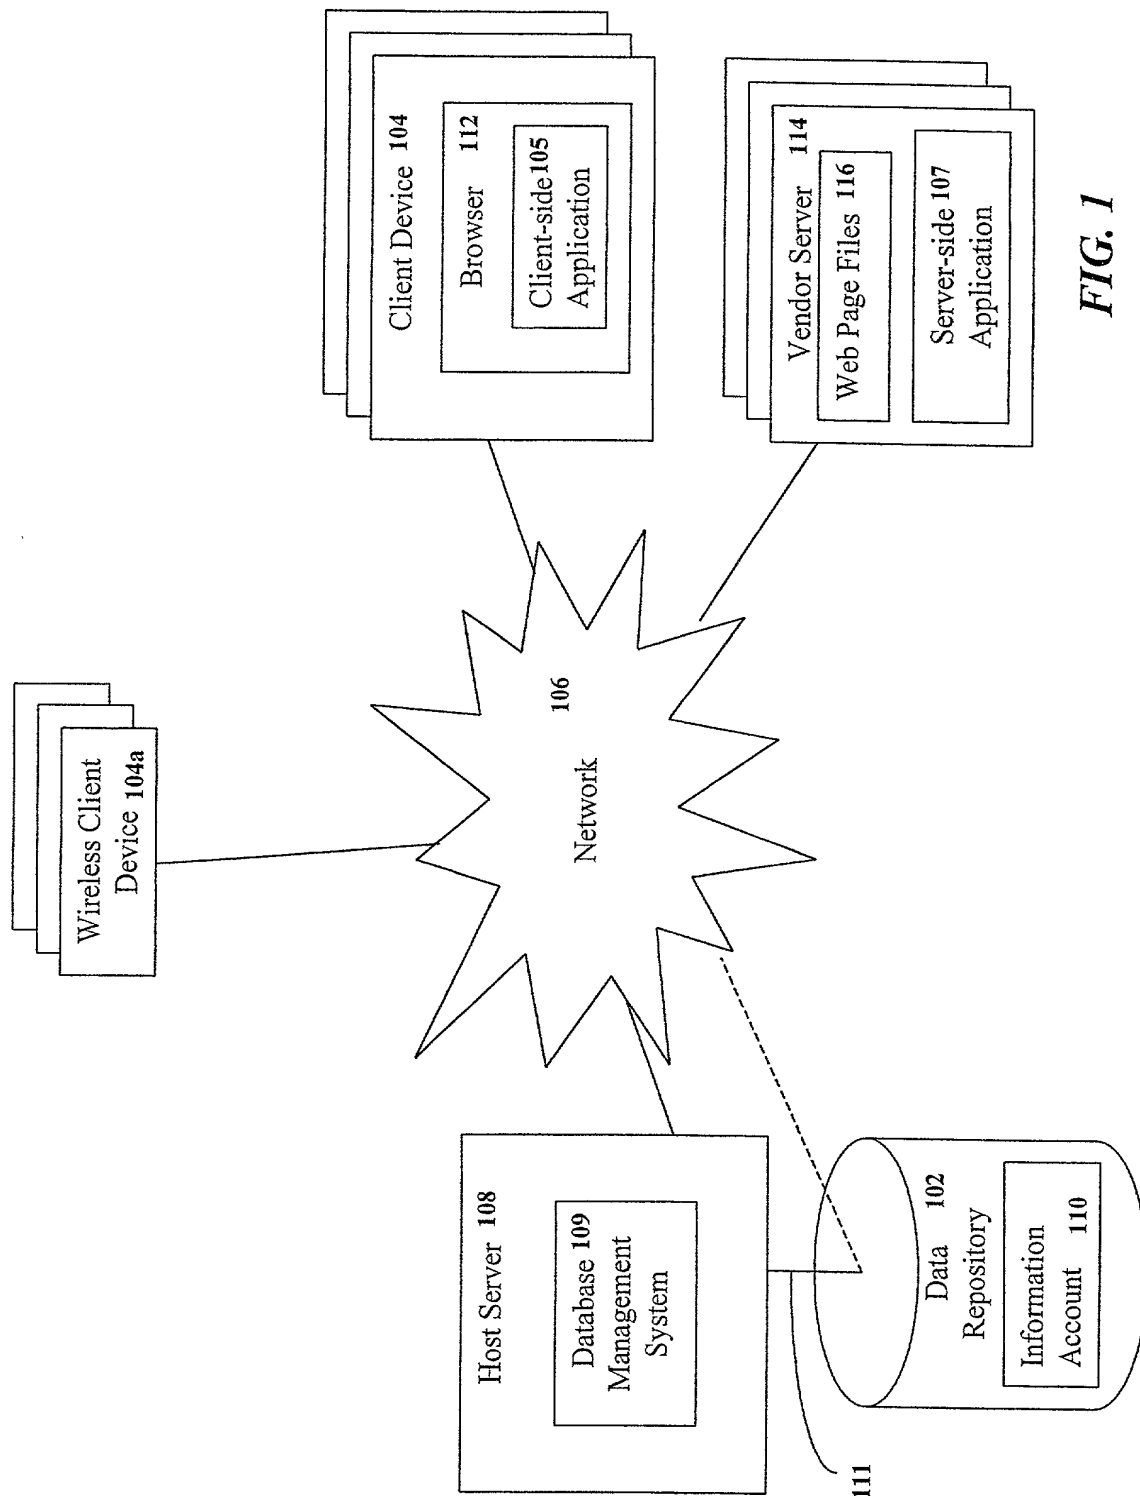 Wireless Client
Device 104a
Client Device 104
Browser 112
Client-side 105
Application
Network 106
Host Server 108
Database 109
Management
System
111
Data 102
Repository
Information
Account 110
Vendor Server 114
Web Page Files 116
Server-side 107
Application
FIG. 1